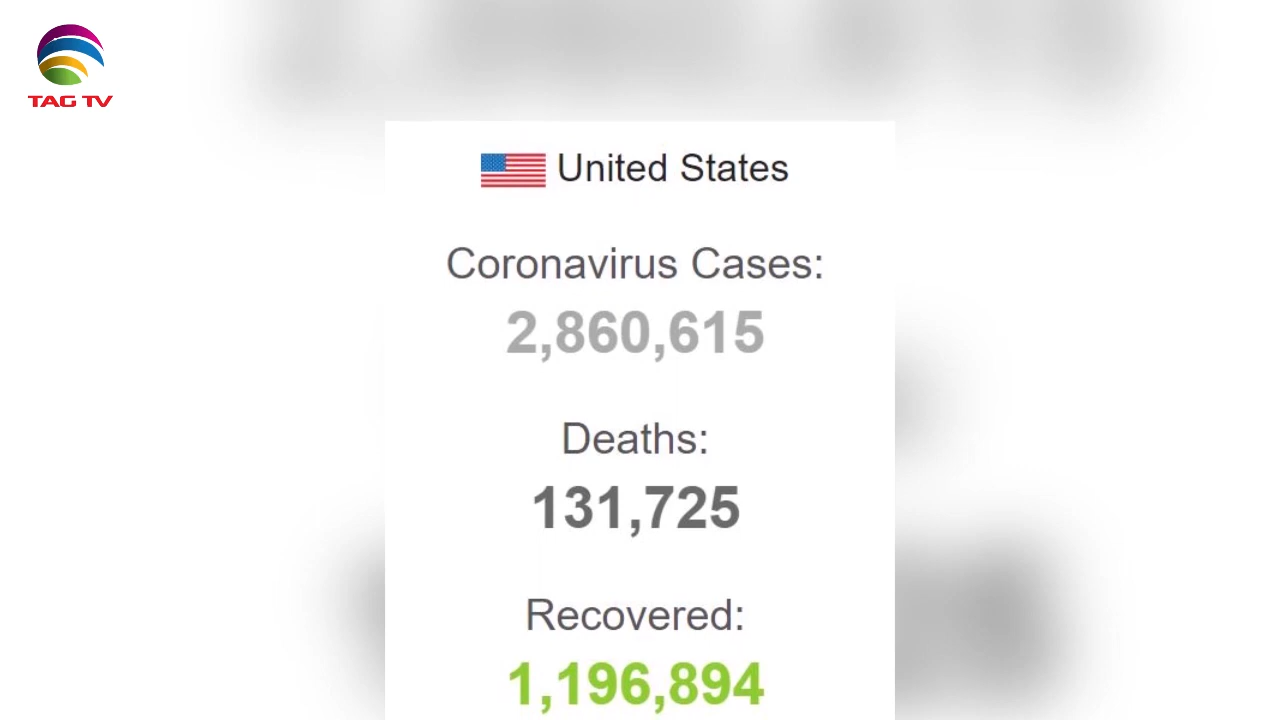 TAG TV
United States
Coronavirus Cases:
2,860,615
Deaths:
131,725
Recovered:
1,196,894